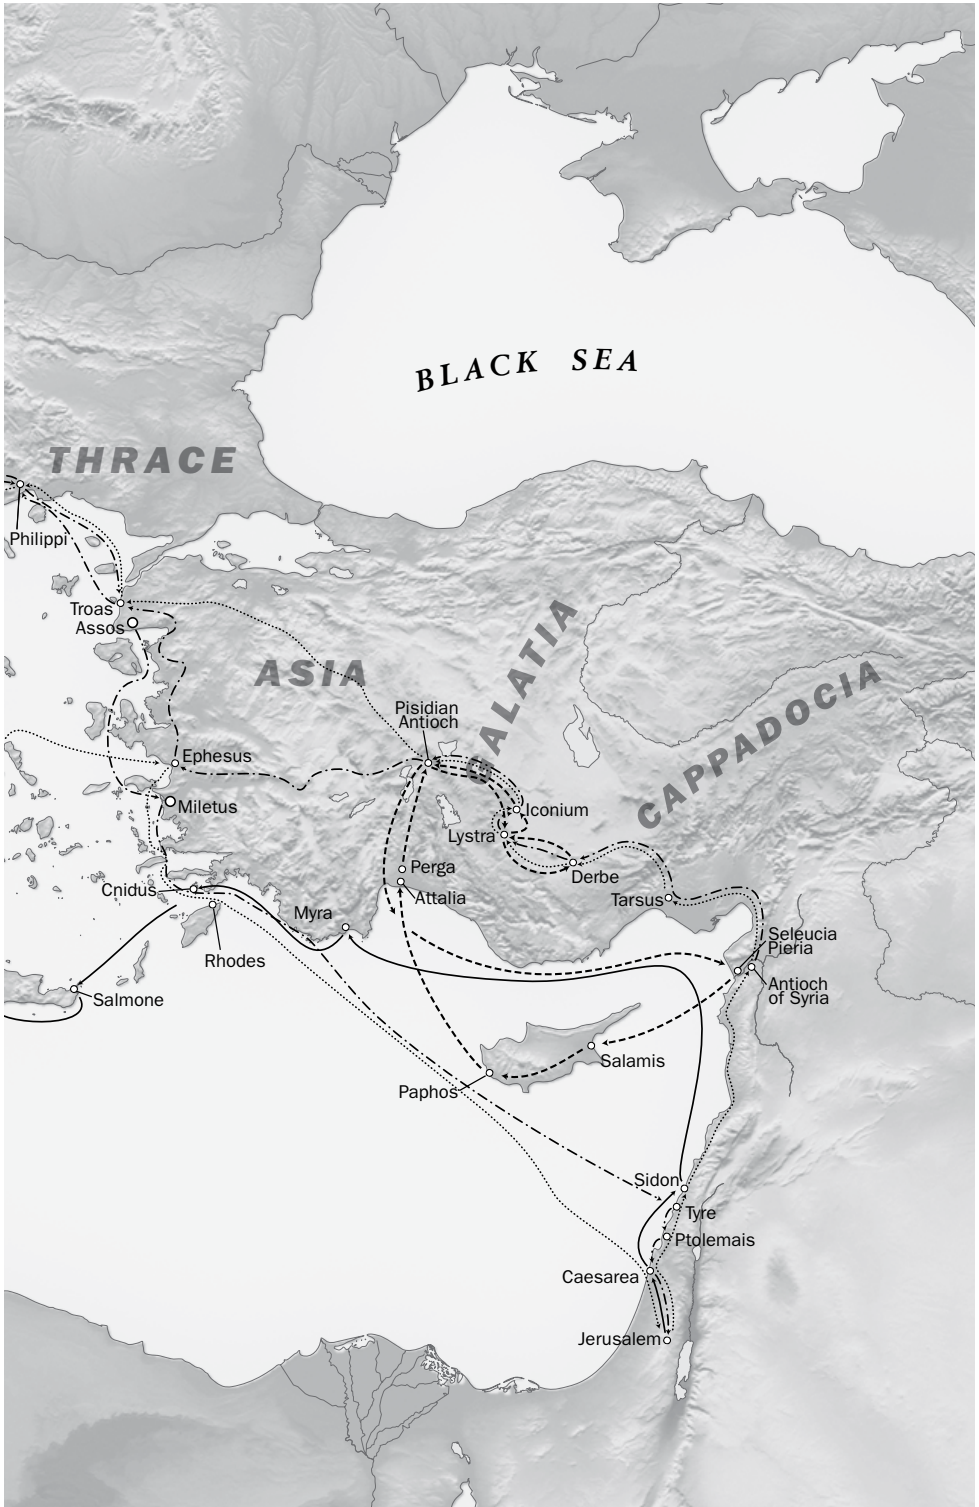 BLACK SEA
THRACE
Philippi
Troas
Assos
ASIA
GALATIA
CAPPADOCIA
Pisidian
Antioch
Ephesus
Miletus
Iconium
Lystra
Derbe
Perga
Attalia
Tarsus
Cnidus
Myra
Rhodes
Seleucia
Pieria
Antioch
of Syria
Salmone
Salamis
Paphos
Sidon
Tyre
Ptolemais
Caesarea
Jerusalem